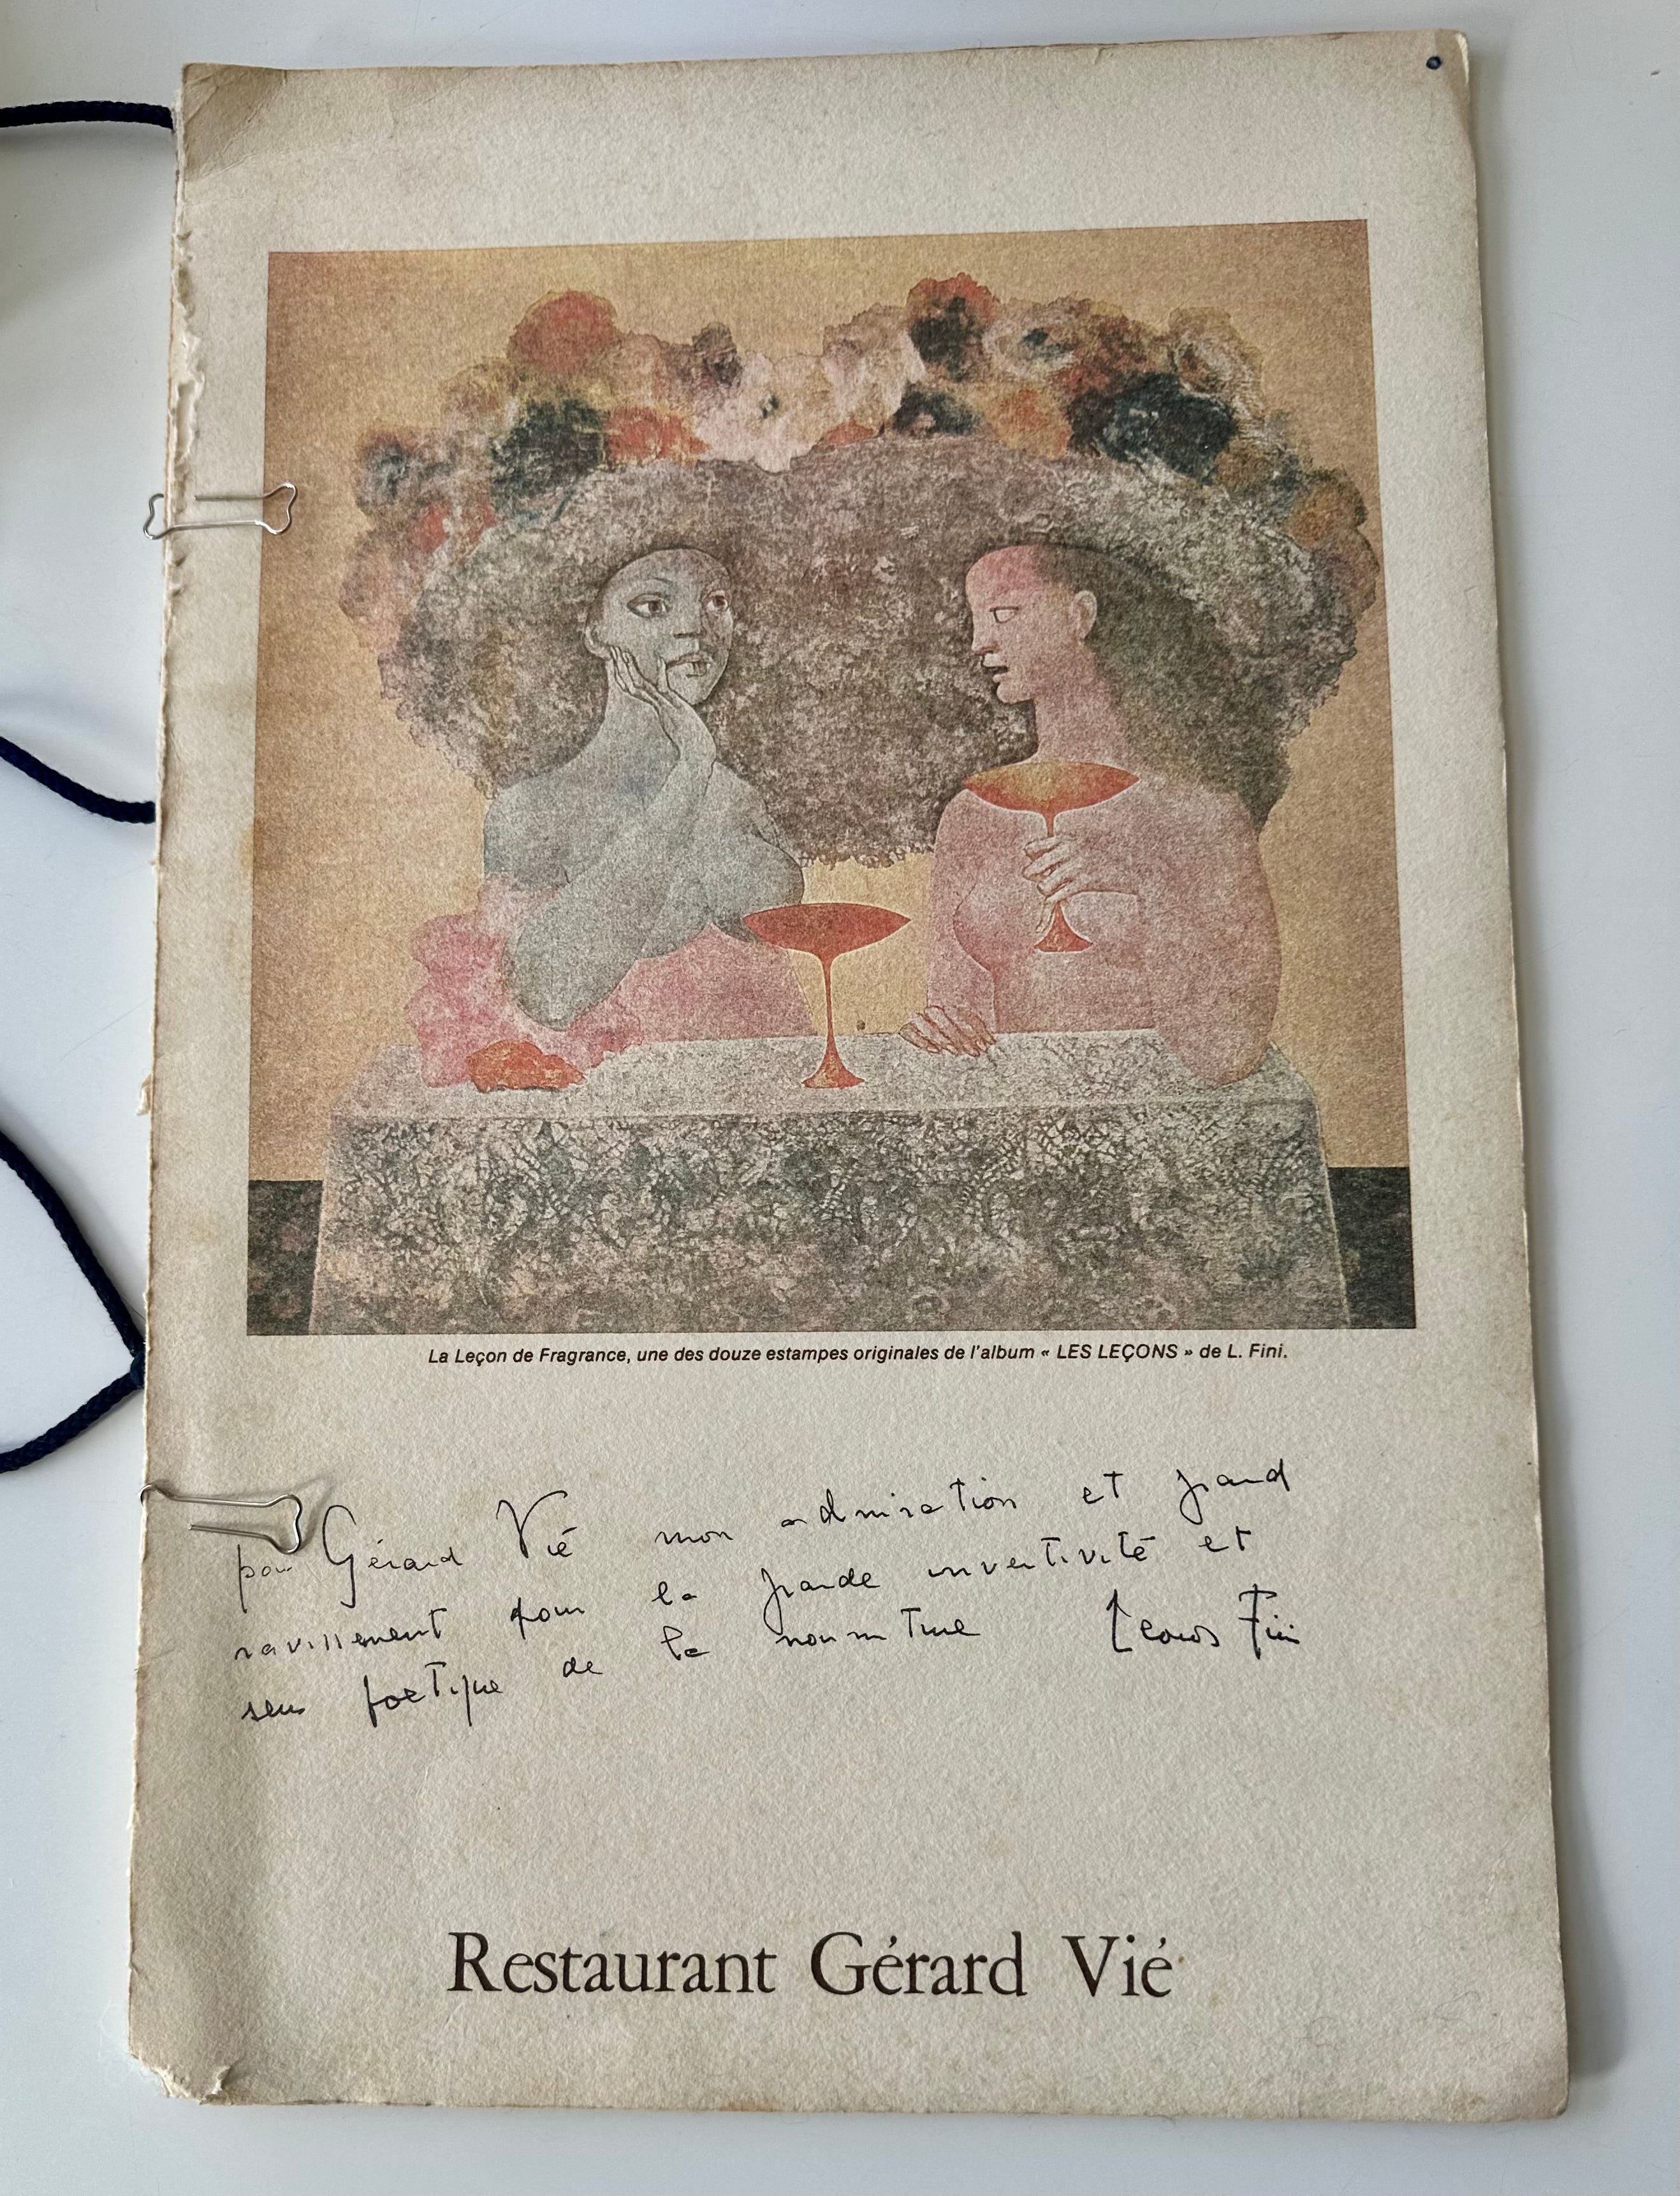 La Leçon de Fragrance, une des douze estampes originales de l'album « LES LEÇONS » de L. Fini.
pour Gérard Vié mon admiration et grand
ravissement pour la grande inventivité et
sens poétique de la nourriture Leonor Fini
Restaurant Gérard Vié